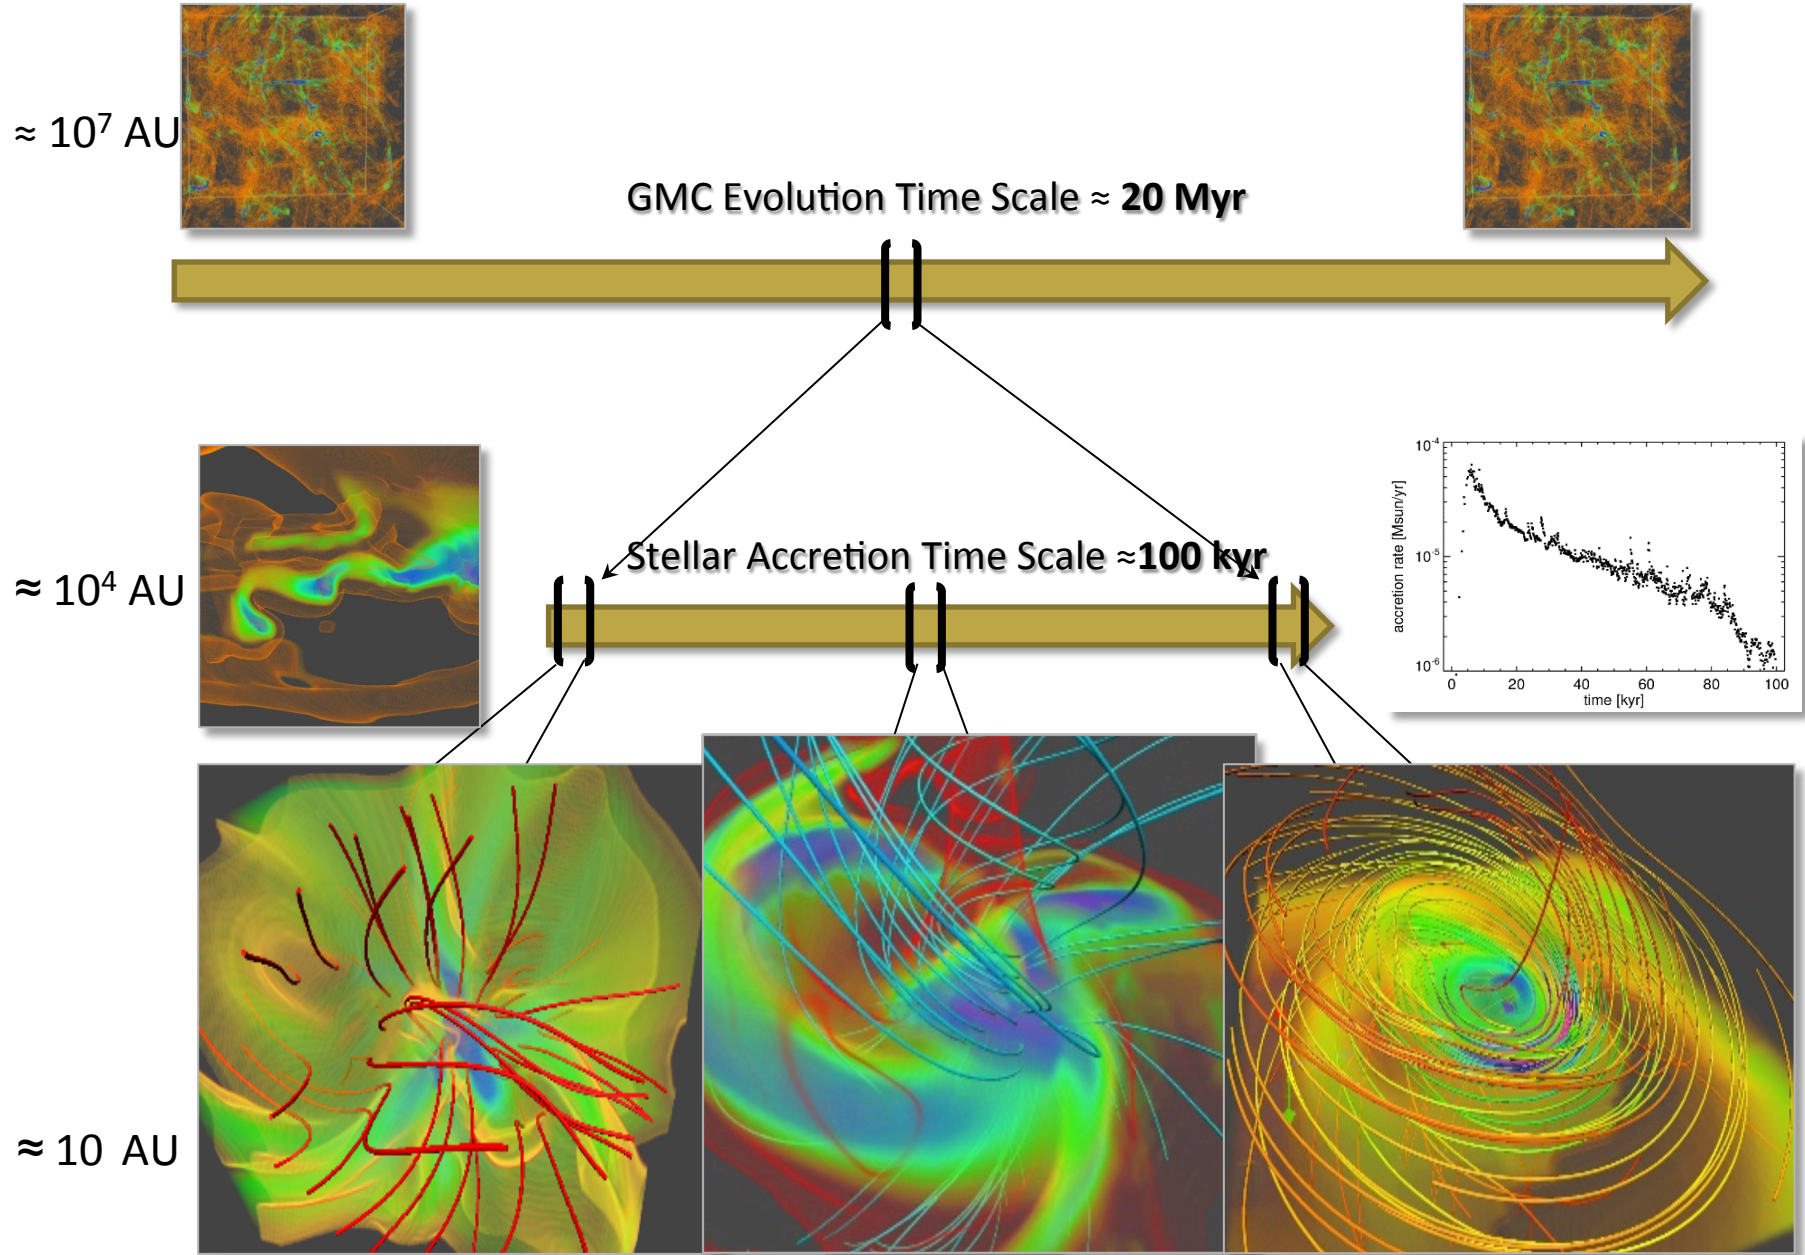 ≈ 10⁷ AU
GMC Evolution Time Scale ≈ 20 Myr
≈ 10⁴ AU
Stellar Accretion Time Scale ≈100 kyr
accretion rate [Msun/yr]
10⁻⁴
10⁻⁵
10⁻⁶
0 20 40 60 80 100
time [kyr]
≈ 10 AU